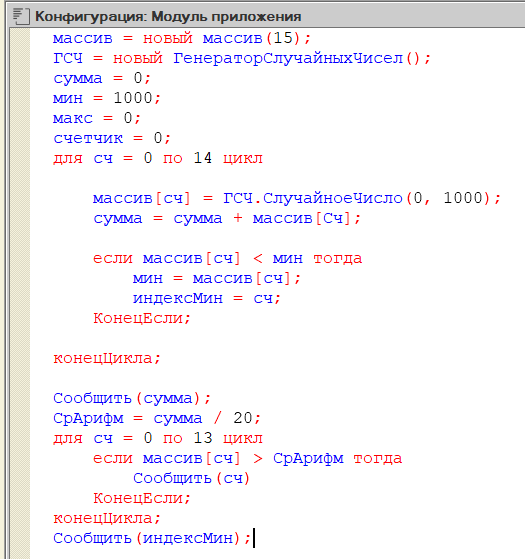 Конфигурация: Модуль приложения
массив = новый массив(15);
ГСЧ = новый ГенераторСлучайныхЧисел();
сумма = 0;
мин = 1000;
макс = 0;
счетчик = 0;
для сч = 0 по 14 цикл
массив[сч] = ГСЧ.СлучайноеЧисло(0, 1000);
сумма = сумма + массив[Сч];
если массив[сч] < мин тогда
мин = массив[сч];
индексМин = сч;
КонецЕсли;
конецЦикла;
Сообщить(сумма);
СрАрифм = сумма / 20;
для сч = 0 по 13 цикл
если массив[сч] > СрАрифм тогда
Сообщить(сч)
КонецЕсли;
конецЦикла;
Сообщить(индексМин);